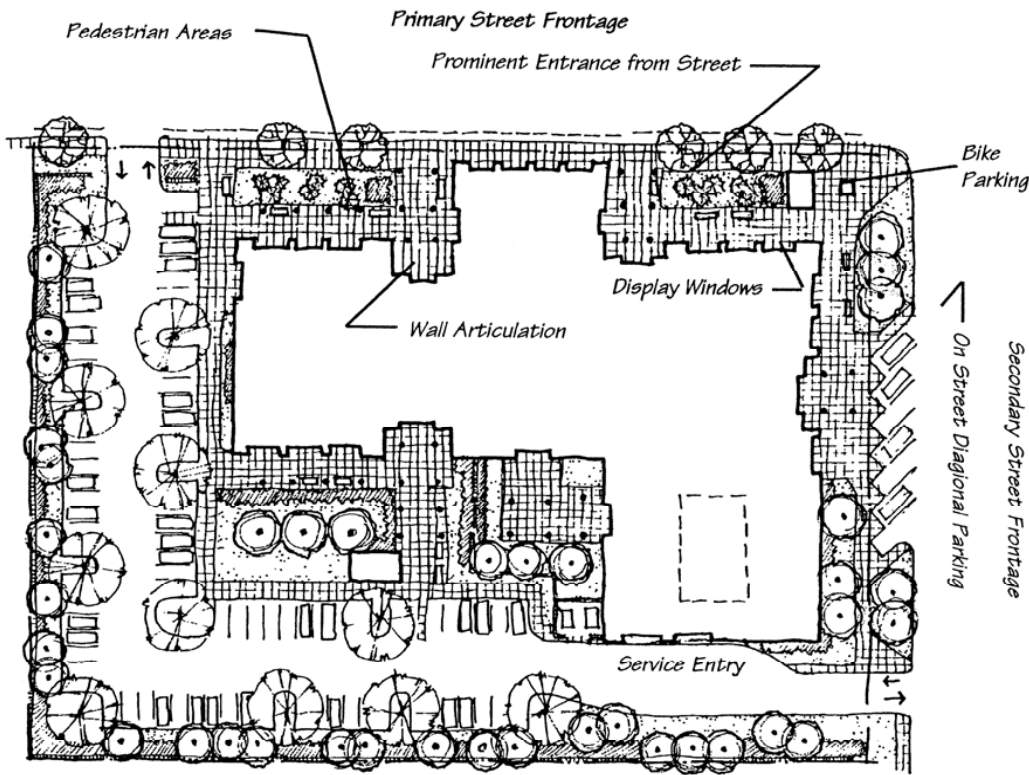 Primary Street Frontage
Pedestrian Areas
Prominent Entrance from Street
Bike
Parking
Display Windows
Wall Articulation
On Street Diagional Parking
Secondary Street Frontage
Service Entry